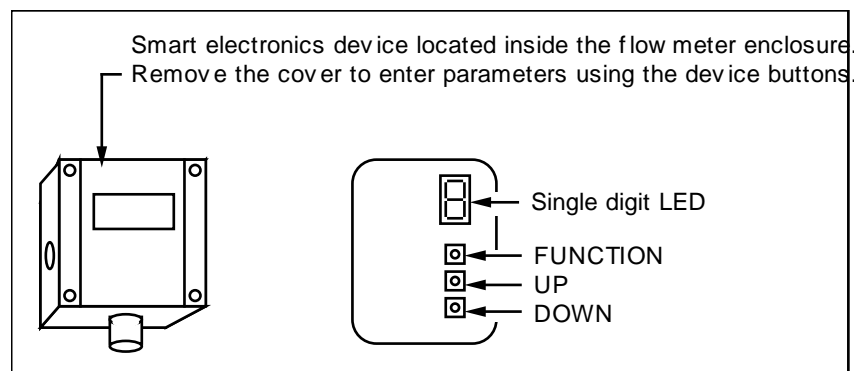 Smart electronics device located inside the flow meter enclosure.
Remove the cover to enter parameters using the device buttons.
Single digit LED
FUNCTION
UP
DOWN